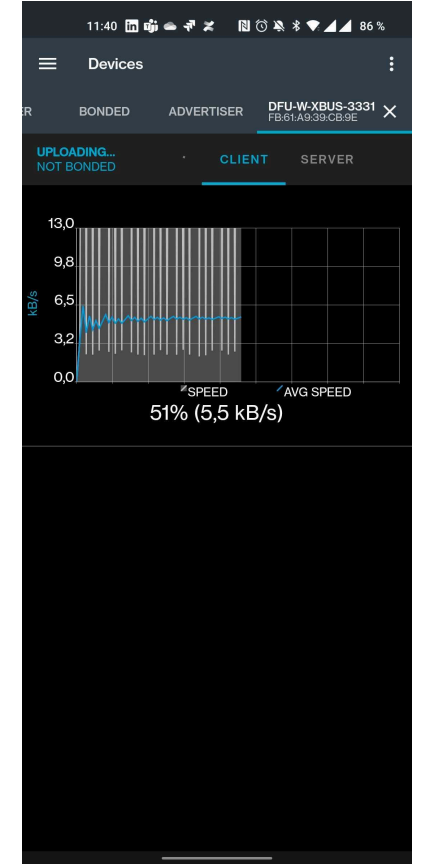 11:40
86 %
Devices
R
BONDED
ADVERTISER
DFU-W-XBUS-3331
FB:61:A9:39:CB:9E
UPLOADING...
NOT BONDED
CLIENT
SERVER
13,0
9,8
6,5
3,2
0,0
kB/s
SPEED
AVG SPEED
51% (5,5 kB/s)